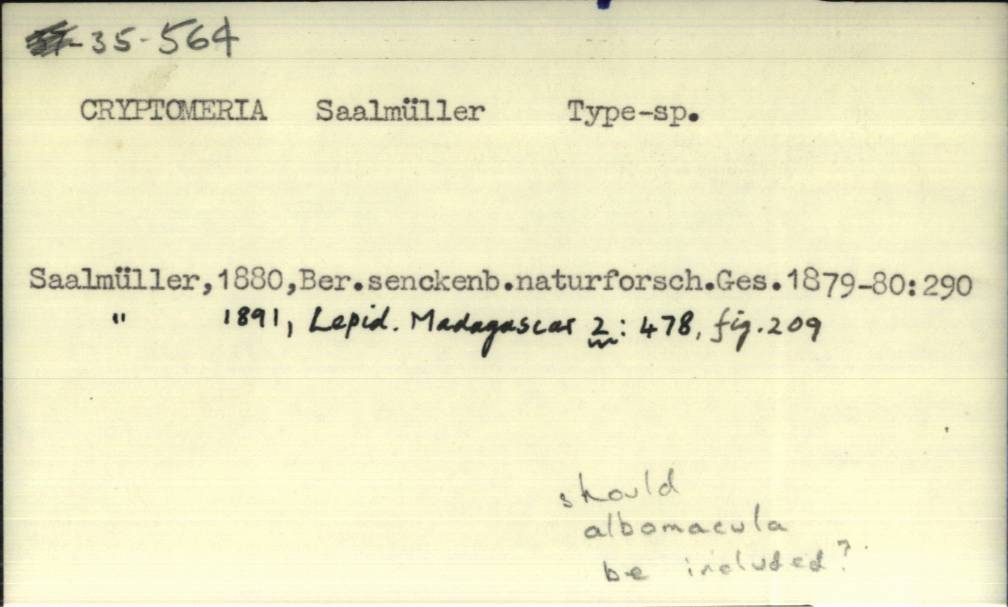 35-564
CRYPTOMERIA Saalmüller Type-sp.
Saalmüller,1880,Ber.senckenb.naturforsch.Ges.1879-80:290
" 1891, Lepid. Madagascar 2: 478, fig.209
should
albomacula
be included?